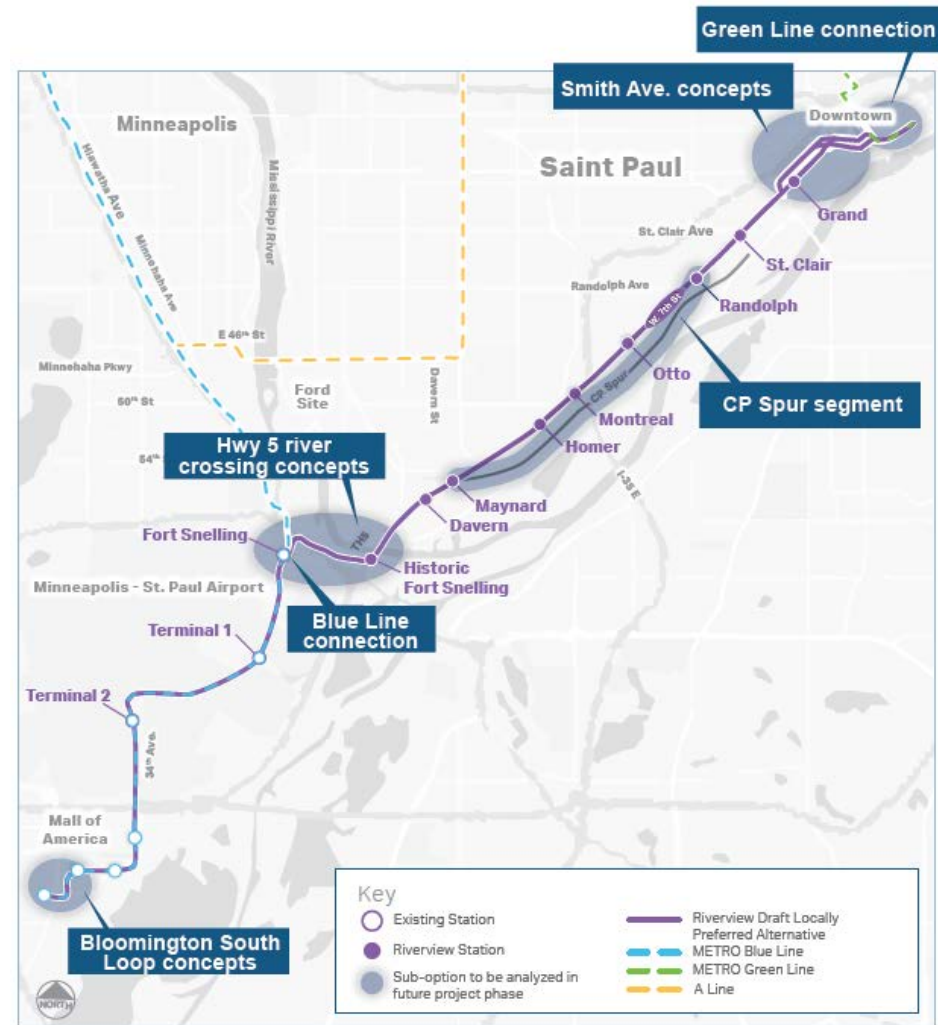 Green Line connection
Smith Ave. concepts
Downtown
Minneapolis
Saint Paul
Hiawatha Ave
Mississippi River
Grand
St. Clair Ave
St. Clair
Minnehaha Ave
Randolph Ave
Randolph
W. 7th St
E 46th St
Minnehaha Pkwy
Otto
Ford
Site
Davern St
CP Spur
CP Spur segment
50th St
Montreal
Homer
54th
Hwy 5 river
crossing concepts
I-35 E
Maynard
Davern
Fort Snelling
TH5
Historic
Fort Snelling
Minneapolis - St. Paul Airport
Blue Line
connection
Terminal 1
Terminal 2
34th Ave.
Mall of
America
Bloomington South
Loop concepts
Key
Existing Station
Riverview Station
Sub-option to be analyzed in
future project phase
Riverview Draft Locally
Preferred Alternative
METRO Blue Line
METRO Green Line
A Line
NORTH